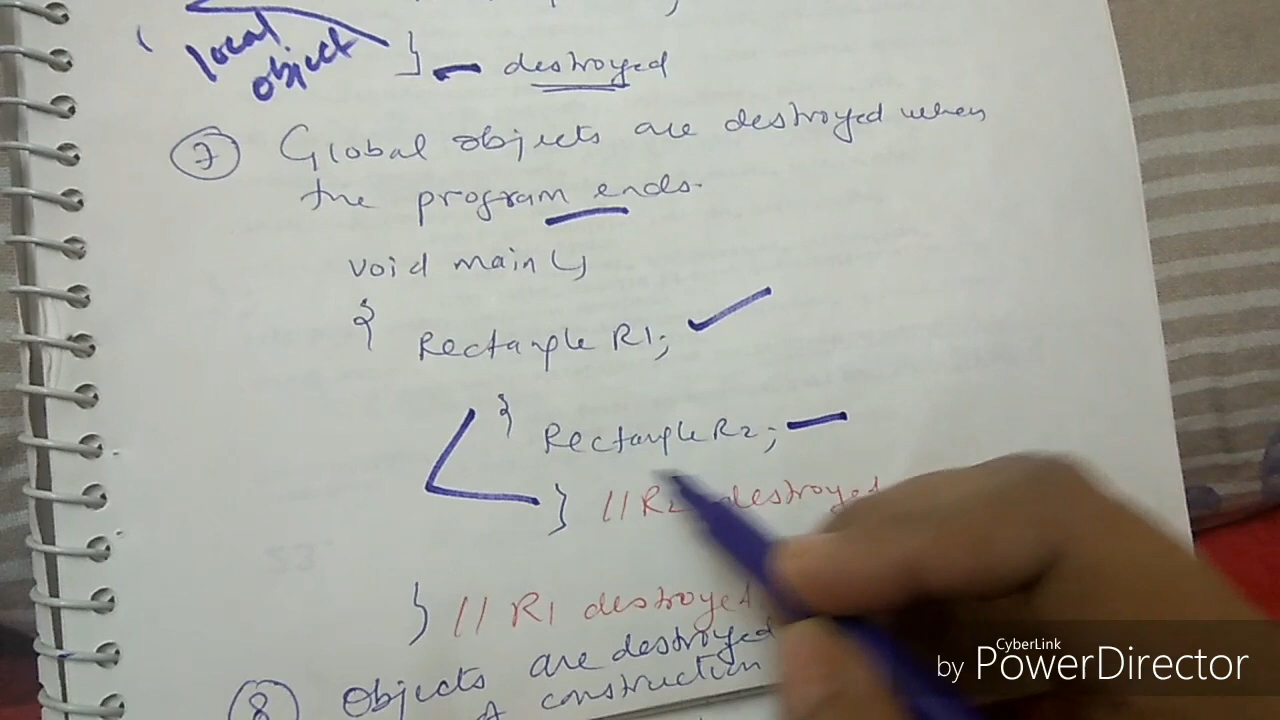 local
object
} destroyed
7 Global objects are destroyed when
the program ends.
void main()
{ Rectangle R1;
{ Rectangle R2;
} // R2 destroyed
} // R1 destroyed
8 Objects are destroyed
construction
CyberLink
by PowerDirector